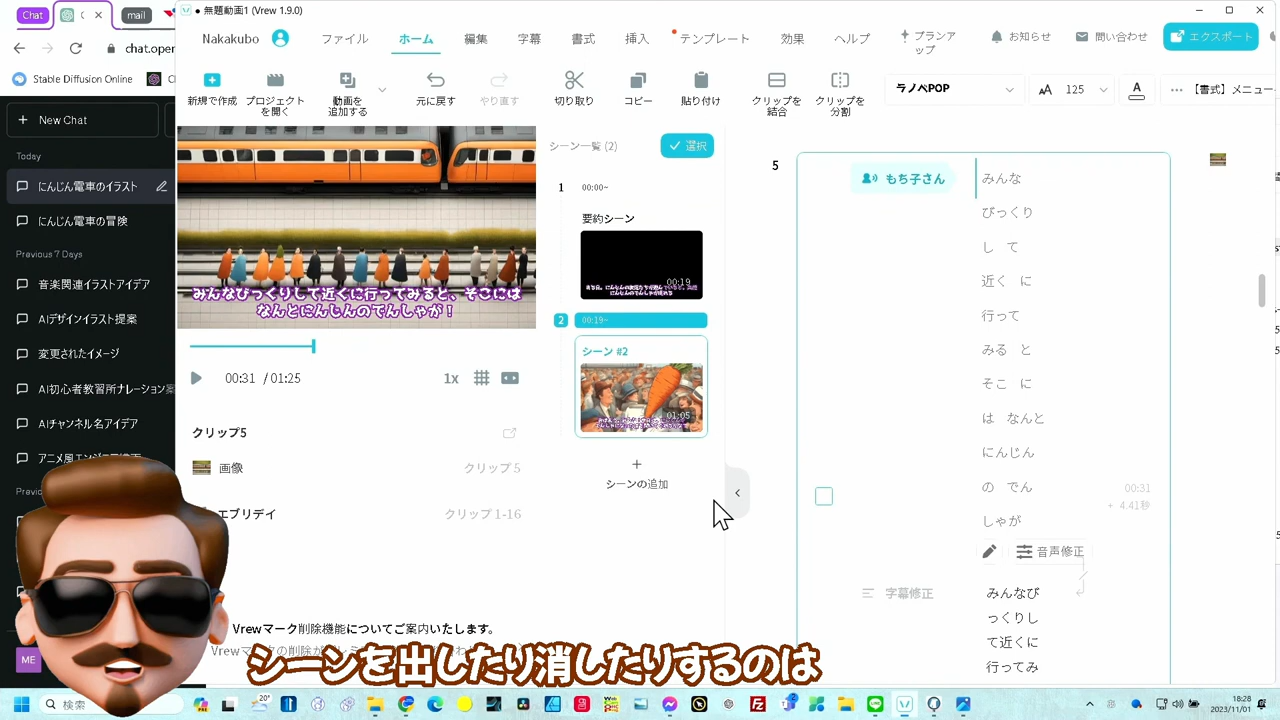 Chat
mail
● 無題動画1 (Vrew 1.9.0)
Nakakubo
ファイル
ホーム
編集
字幕
書式
挿入
テンプレート
効果
ヘルプ
プランア
ップ
お知らせ
問い合わせ
エクスポート
chat.open
Stable Diffusion Online
新規で作成
プロジェクト
を開く
動画を
追加する
元に戻す
やり直す
切り取り
コピー
貼り付け
クリップを
結合
クリップを
分割
ラノベPOP
125
【書式】メニュー
New Chat
Today
にんじん電車のイラスト
にんじん電車の冒険
Previous 7 Days
音楽関連イラストアイデア
AIデザインイラスト提案
変更されたイメージ
AI初心者教習所ナレーション案
AIチャンネルアイデア
みんなびっくりして近くに行ってみると、そこには
なんとにんじんのでんしゃが！
00:31 / 01:25
1x
クリップ5
画像
クリップ 5
エブリデイ
クリップ 1-16
Vrewマーク削除機能についてご案内いたします。
シーン一覧 (2)
選択
1
00:00~
要約シーン
00:19
2
00:19~
シーン #2
01:05
シーンの追加
5
もち子さん
みんな
びっくり
し て
近く に
行って
みる と
そこ に
は なんと
にんじん
の でん
しゃが
00:31
+ 4.41秒
音声修正
字幕修正
みんなび
っくりし
て近くに
行ってみ
シーンを出したり消したりするのは
ME
検索
20°
18:28
2023/11/01